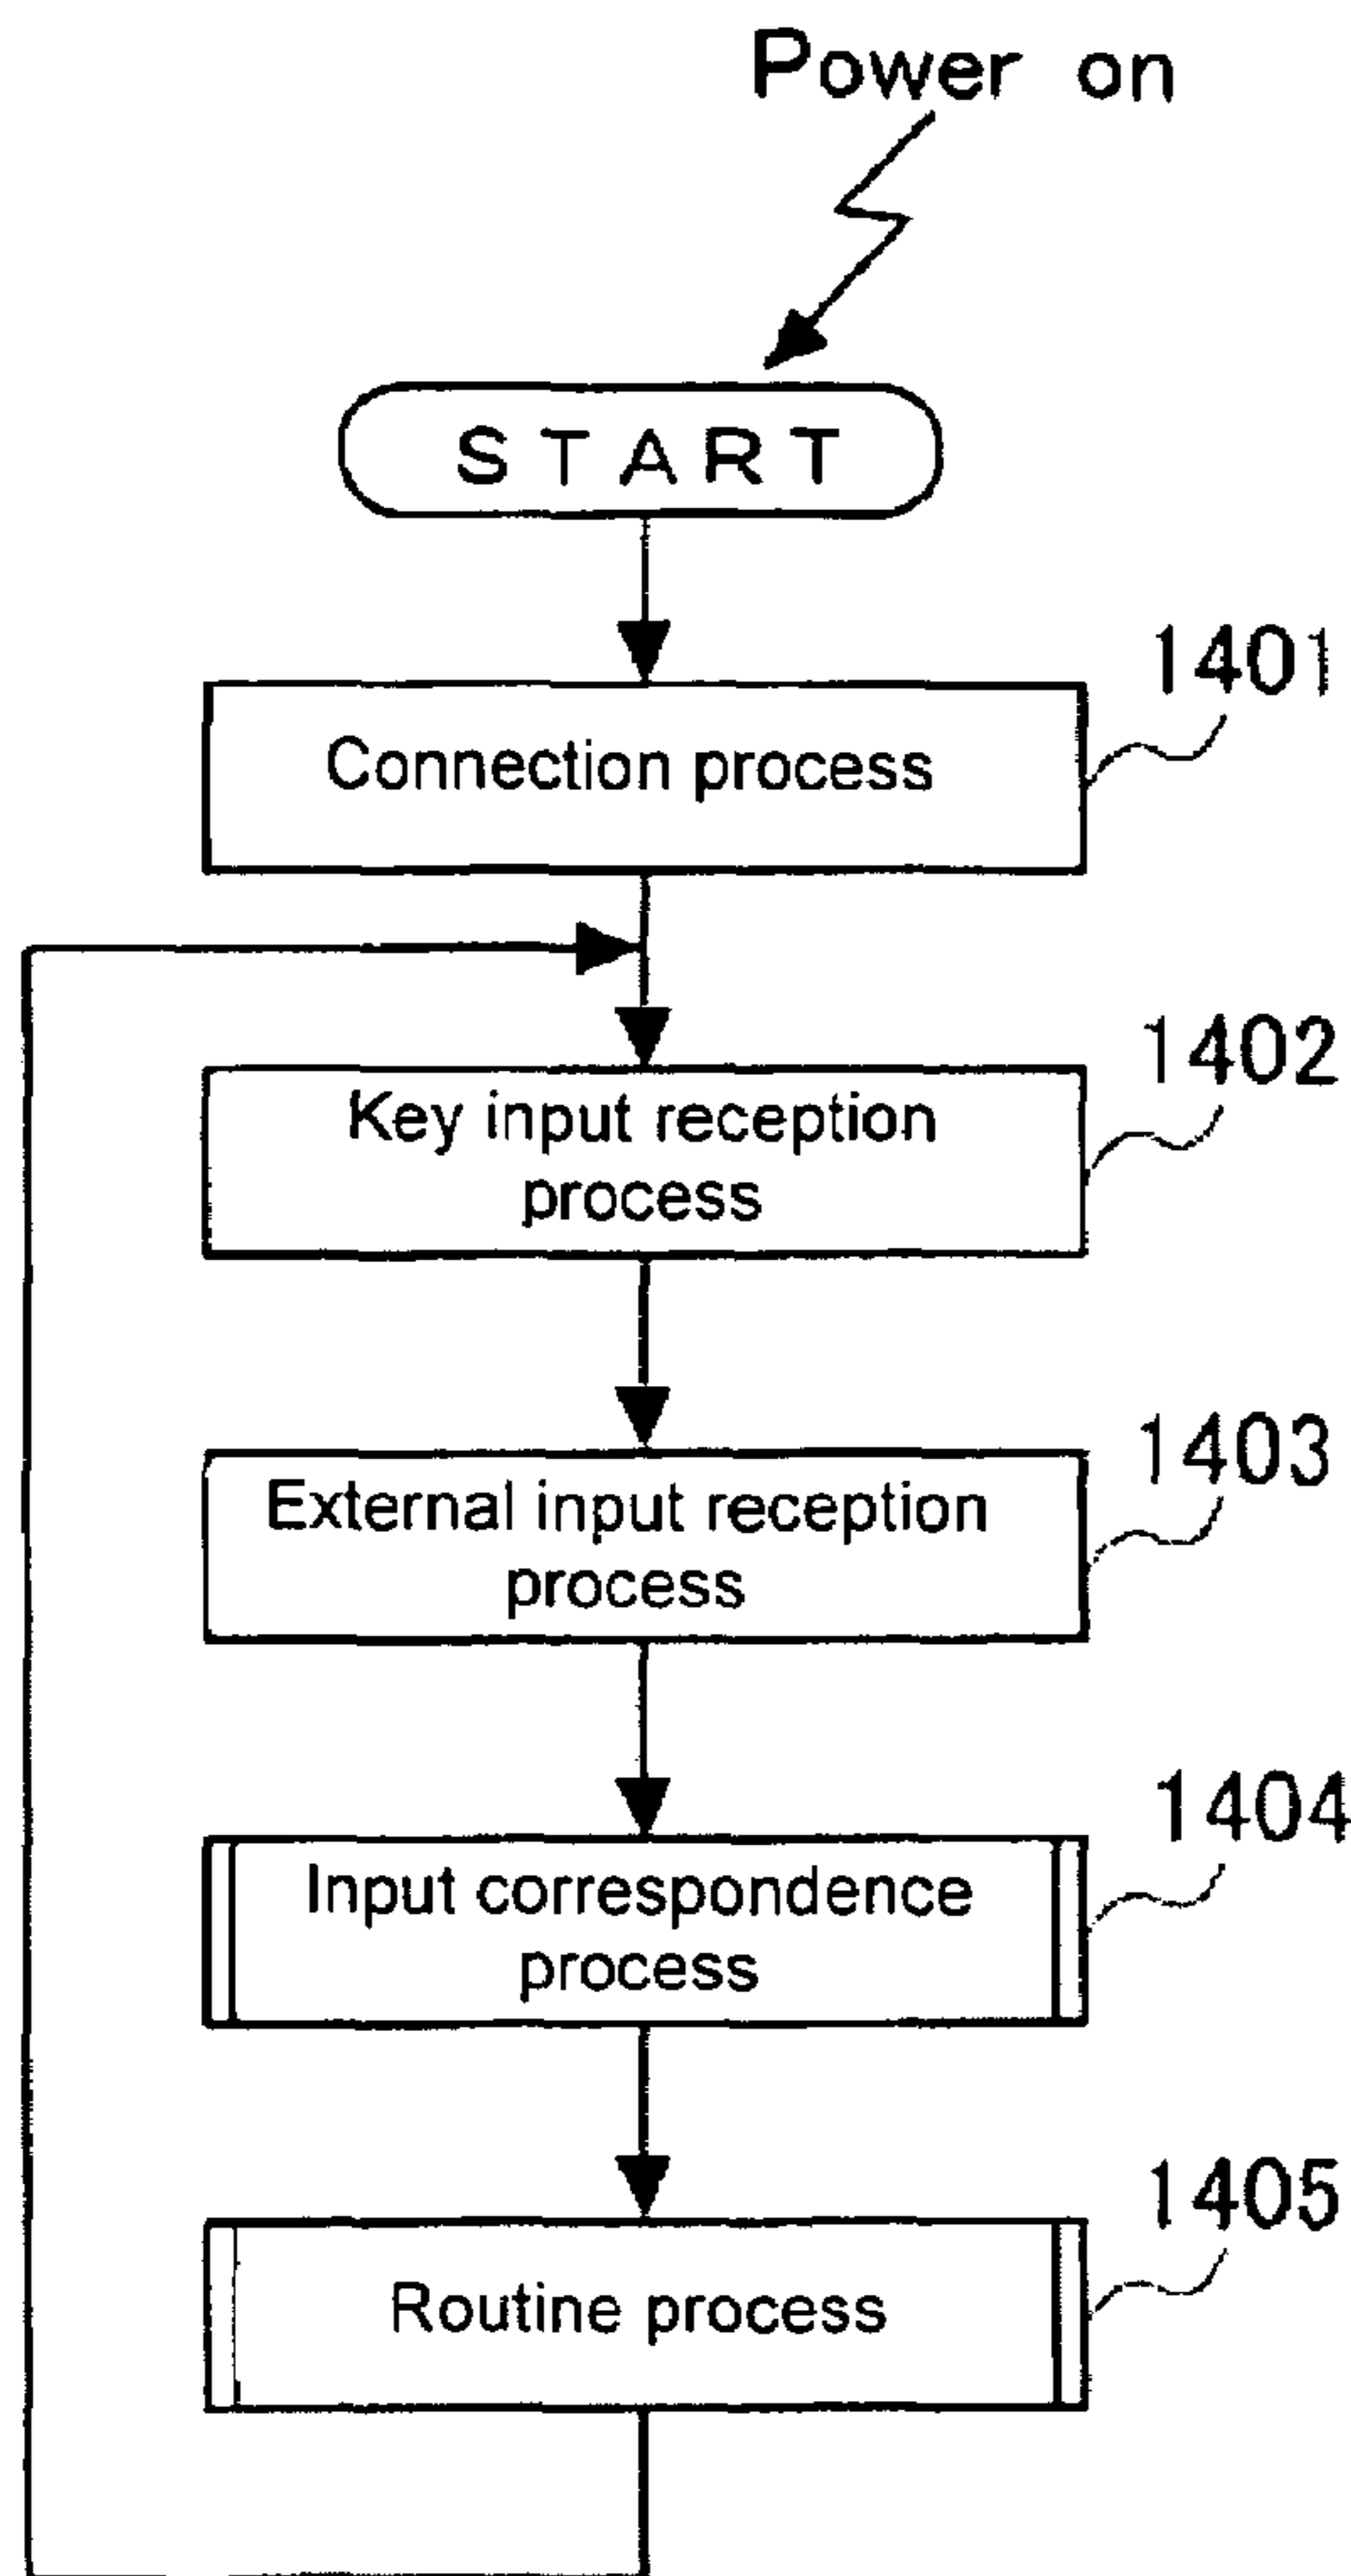 Power on
START
1401
Connection process
1402
Key input reception
process
1403
External input reception
process
1404
Input correspondence
process
1405
Routine process